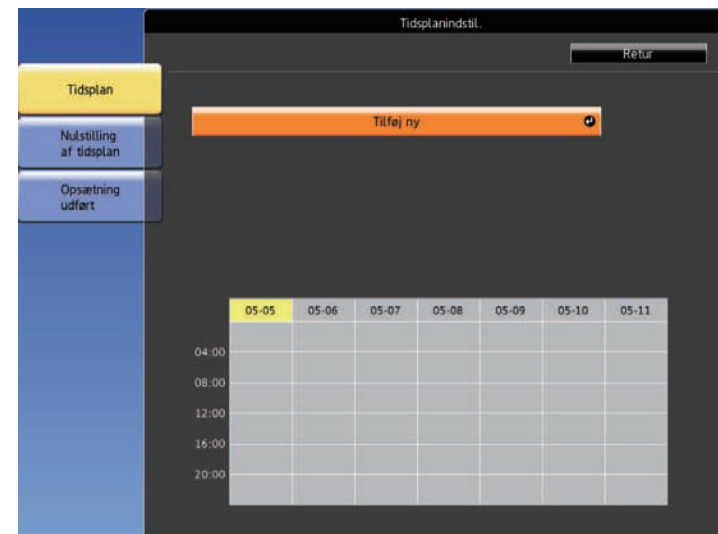 Tidsplanindstil.
Retur
Tidsplan
Tilføj ny
Nulstilling
af tidsplan
Opsætning
udført
05-05 05-06 05-07 05-08 05-09 05-10 05-11
04:00
08:00
12:00
16:00
20:00